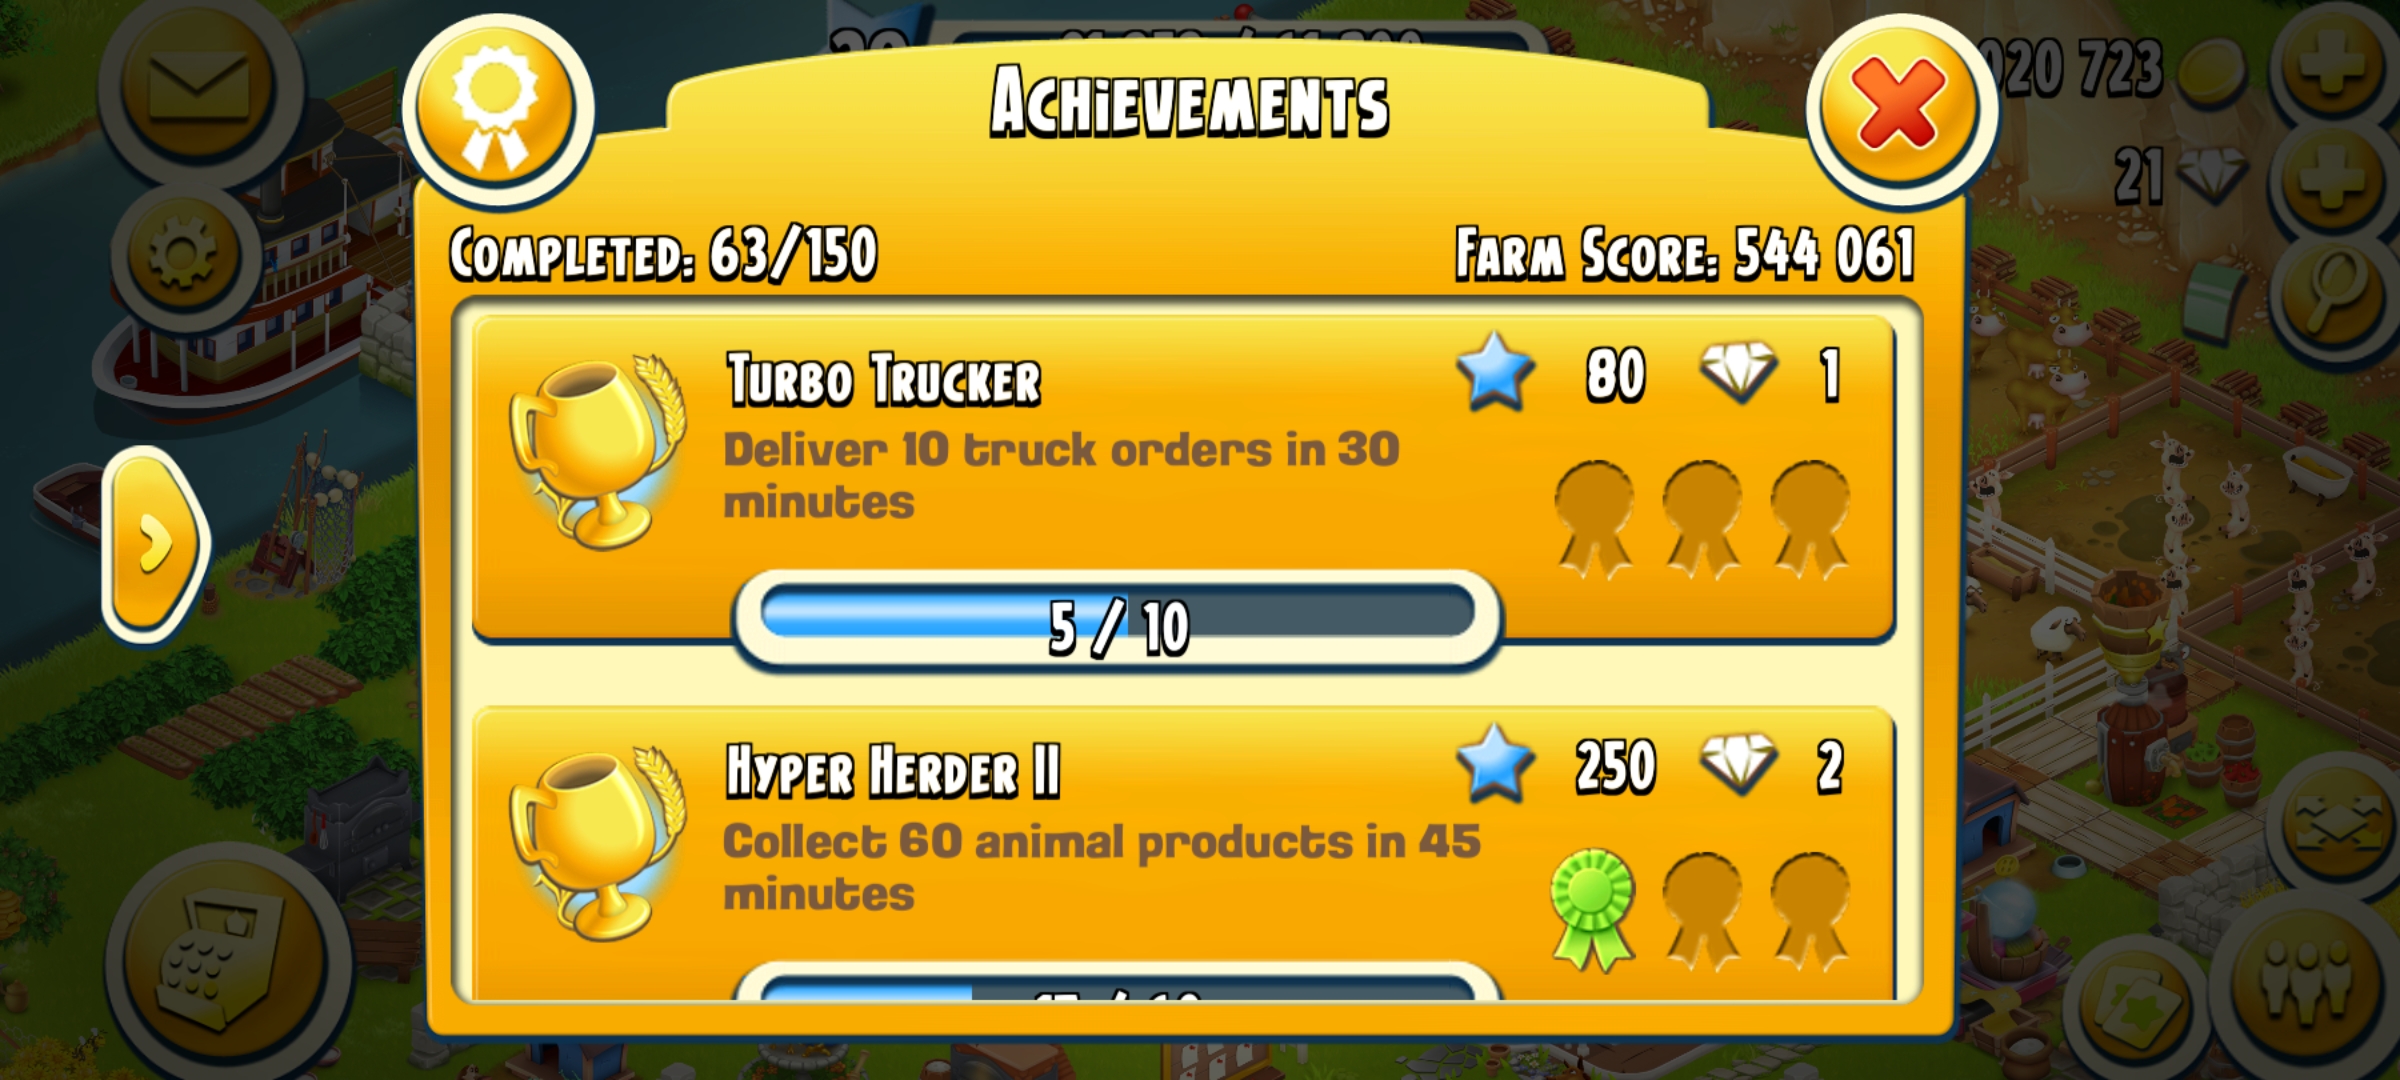 ACHiEVEMENTS
020 723
21
COMPLETED: 63/150
FARM SCORE: 544 061
TURBO TRUCKER
80
1
Deliver 10 truck orders in 30
minutes
5 / 10
HYPER HERDER II
250
2
Collect 60 animal products in 45
minutes